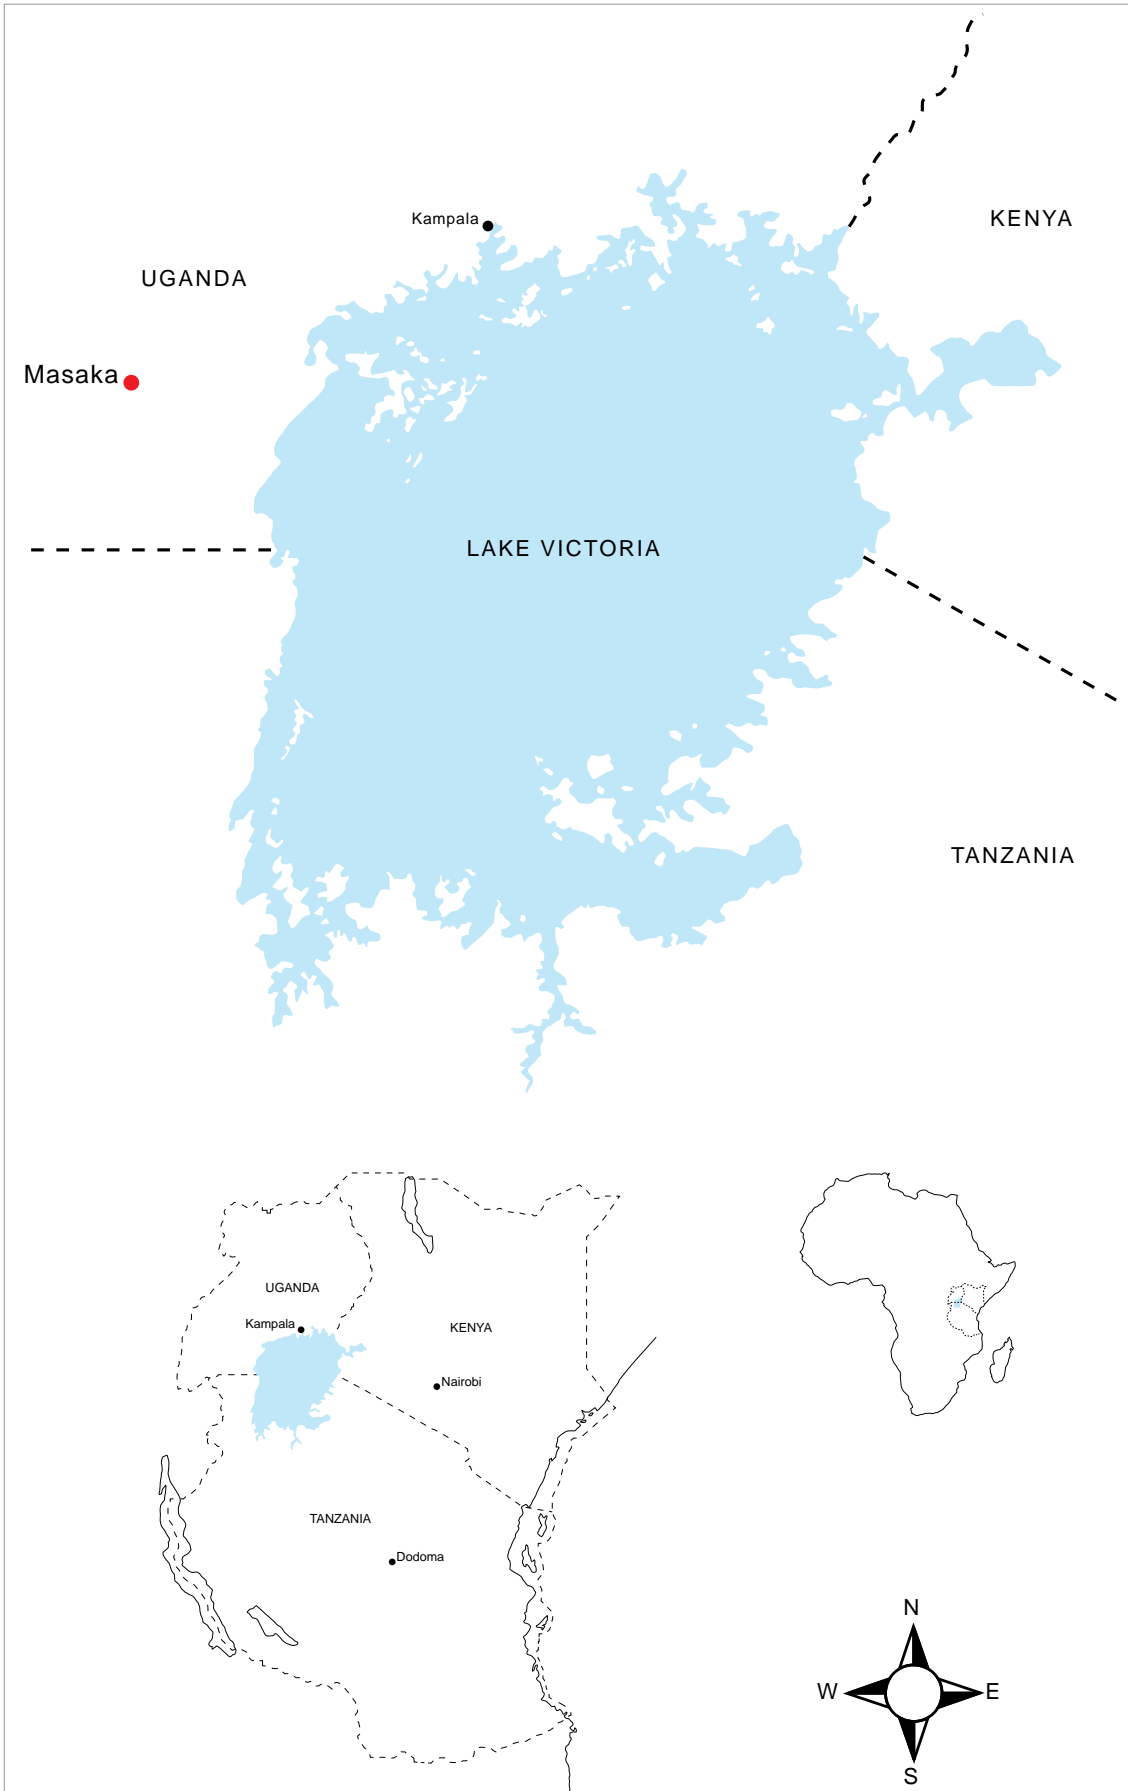 Kampala
KENYA
UGANDA
Masaka
LAKE VICTORIA
TANZANIA
UGANDA
Kampala
KENYA
Nairobi
TANZANIA
Dodoma
N
W
E
S